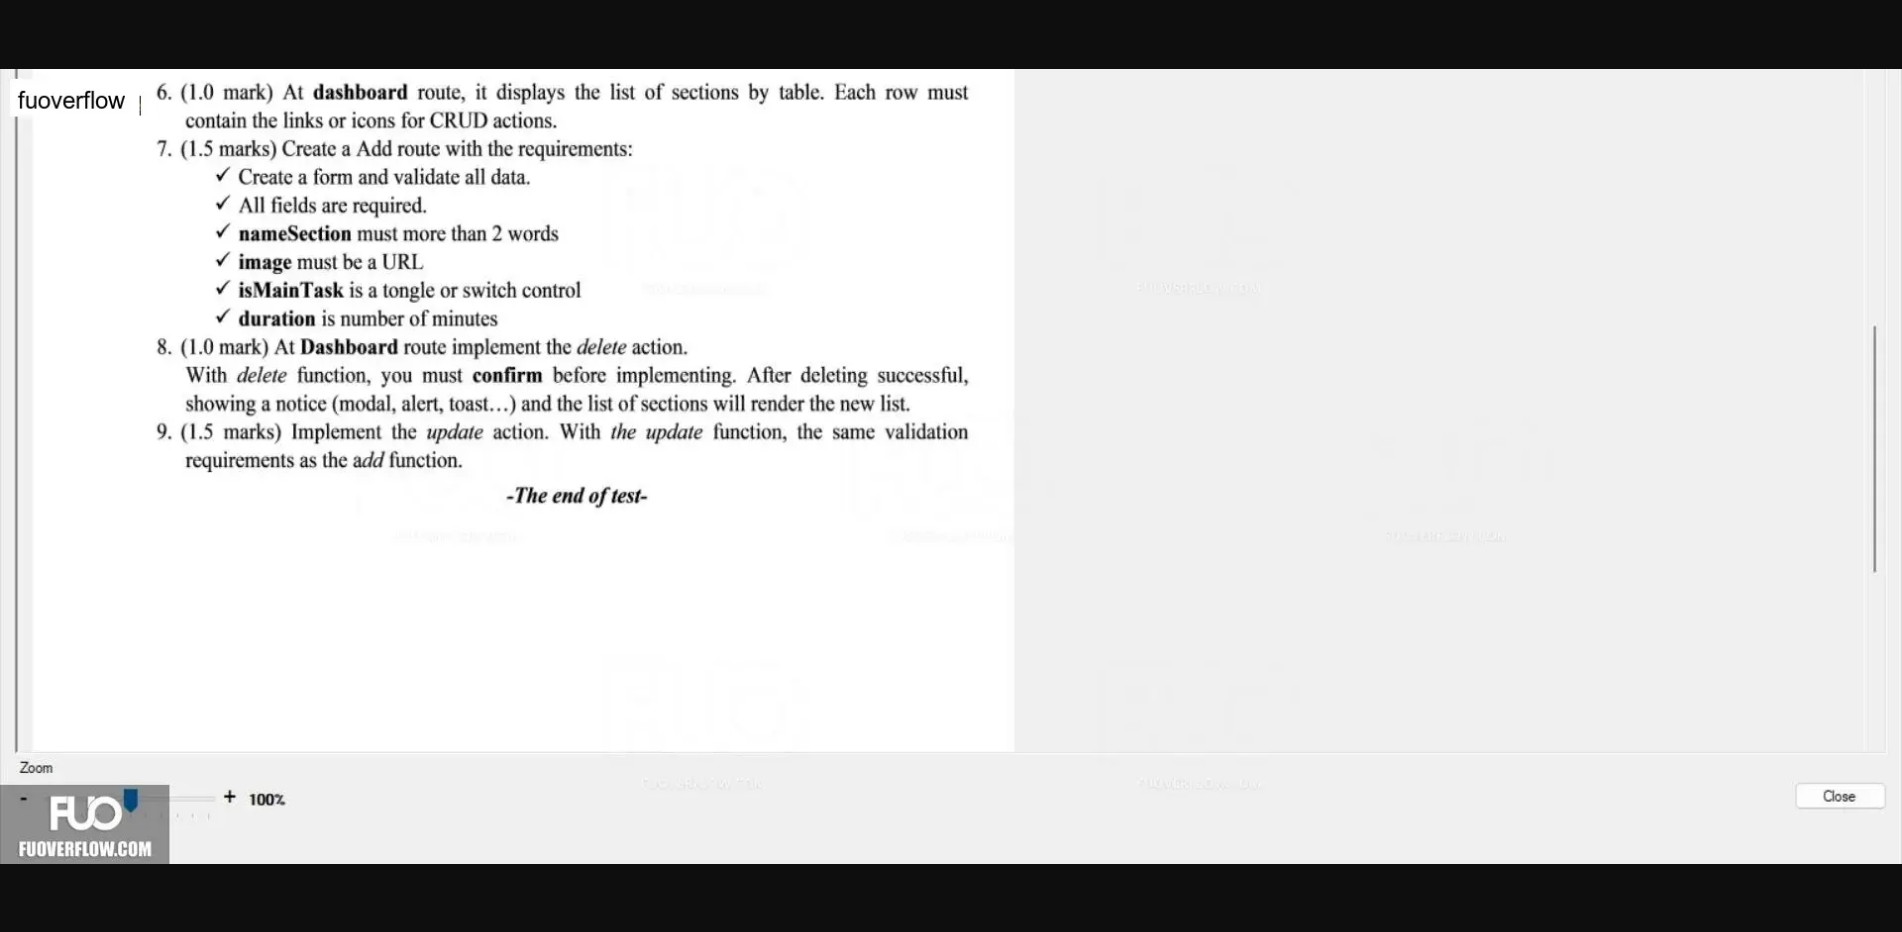 fuoverflow
6. (1.0 mark) At dashboard route, it displays the list of sections by table. Each row must
contain the links or icons for CRUD actions.
7. (1.5 marks) Create a Add route with the requirements:
✓ Create a form and validate all data.
✓ All fields are required.
✓ nameSection must more than 2 words
✓ image must be a URL
✓ isMainTask is a tongle or switch control
✓ duration is number of minutes
8. (1.0 mark) At Dashboard route implement the delete action.
With delete function, you must confirm before implementing. After deleting successful,
showing a notice (modal, alert, toast…) and the list of sections will render the new list.
9. (1.5 marks) Implement the update action. With the update function, the same validation
requirements as the add function.
-The end of test-
Zoom
- + 100%
Close
FUO
FUOVERFLOW.COM